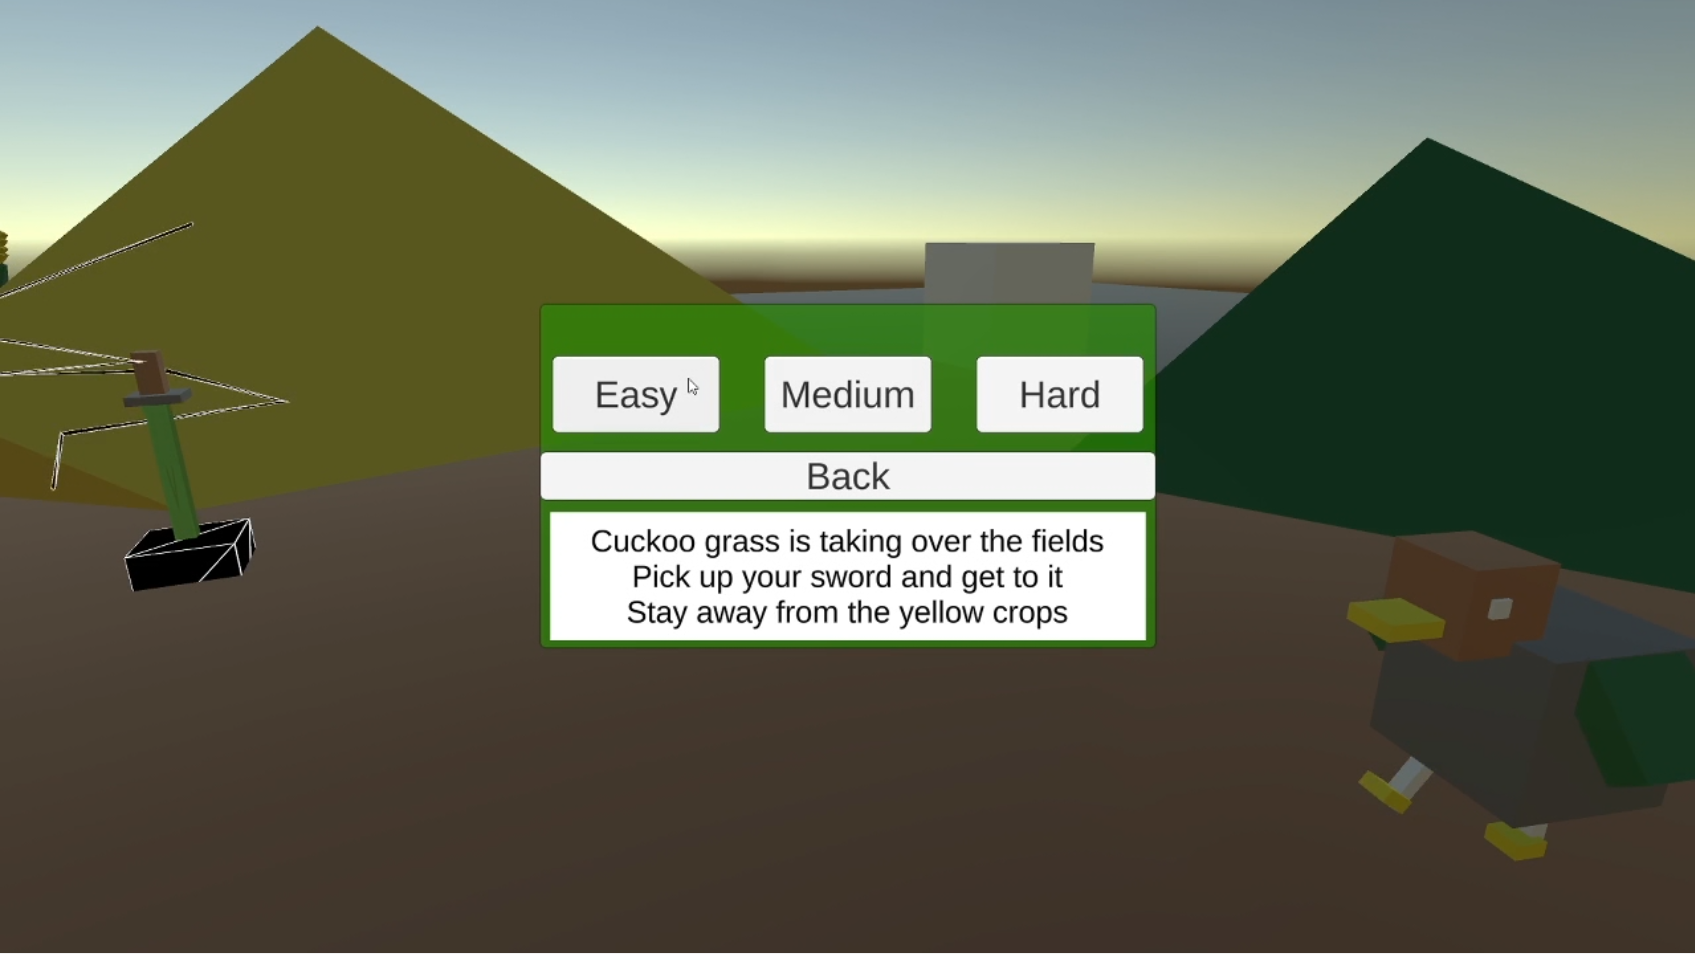 Easy
Medium
Hard
Back
Cuckoo grass is taking over the fields
Pick up your sword and get to it
Stay away from the yellow crops